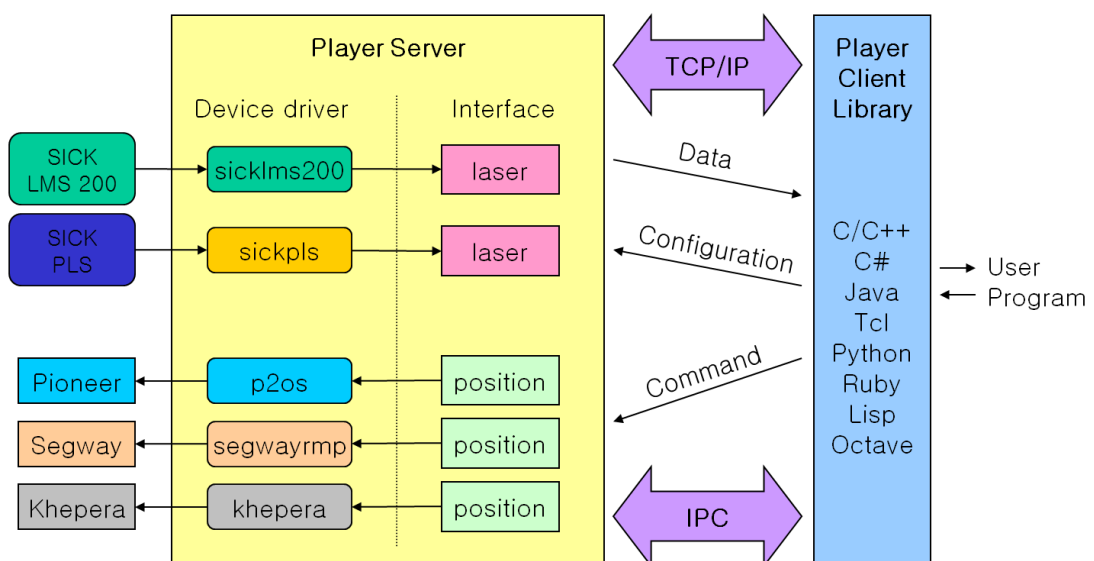 Player Server
Device driver
Interface
SICK
LMS 200
sicklms200
laser
SICK
PLS
sickpls
laser
Pioneer
p2os
position
Segway
segwayrmp
position
Khepera
khepera
position
TCP/IP
Data
Configuration
Command
IPC
Player
Client
Library
C/C++
C#
Java
Tcl
Python
Ruby
Lisp
Octave
User
Program